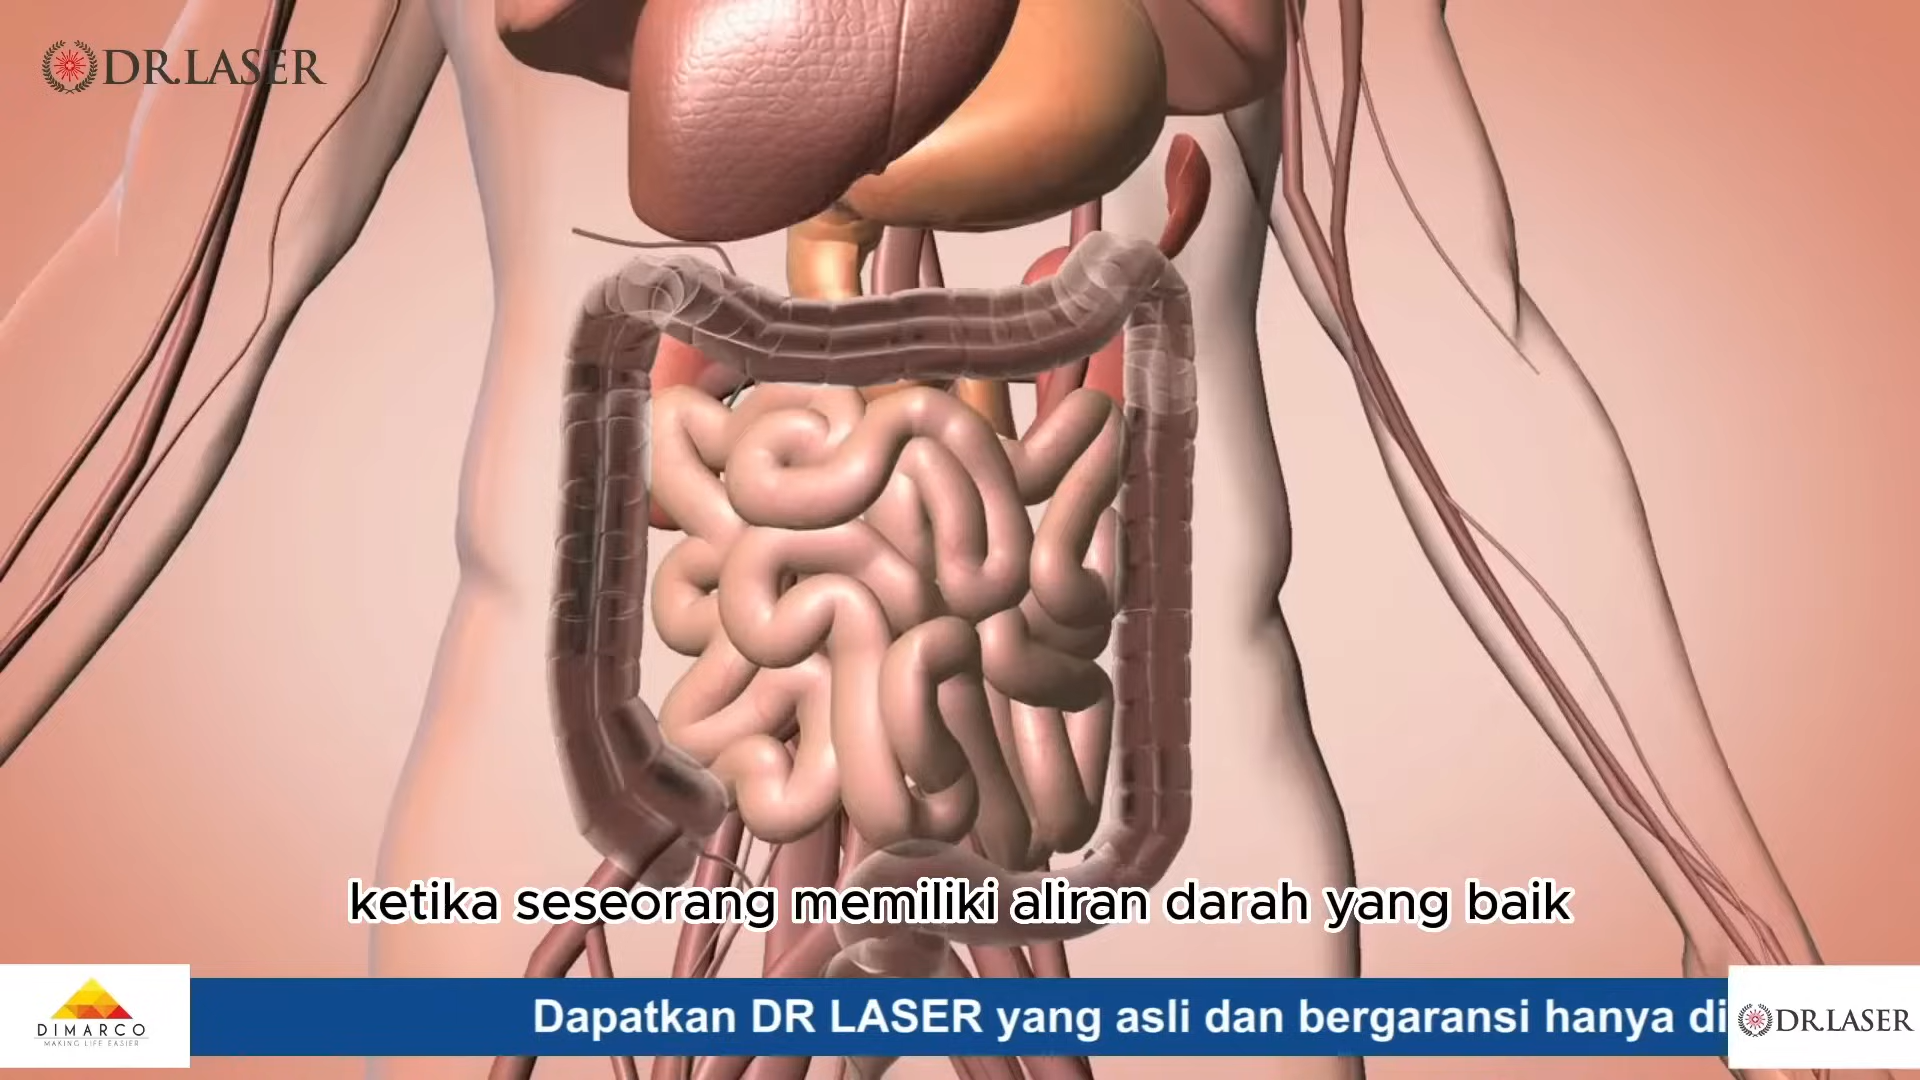 DR.LASER
ketika seseorang memiliki aliran darah yang baik
Dapatkan DR LASER yang asli dan bergaransi hanya di
DIMARCO
MAKING LIFE EASIER
DR.LASER